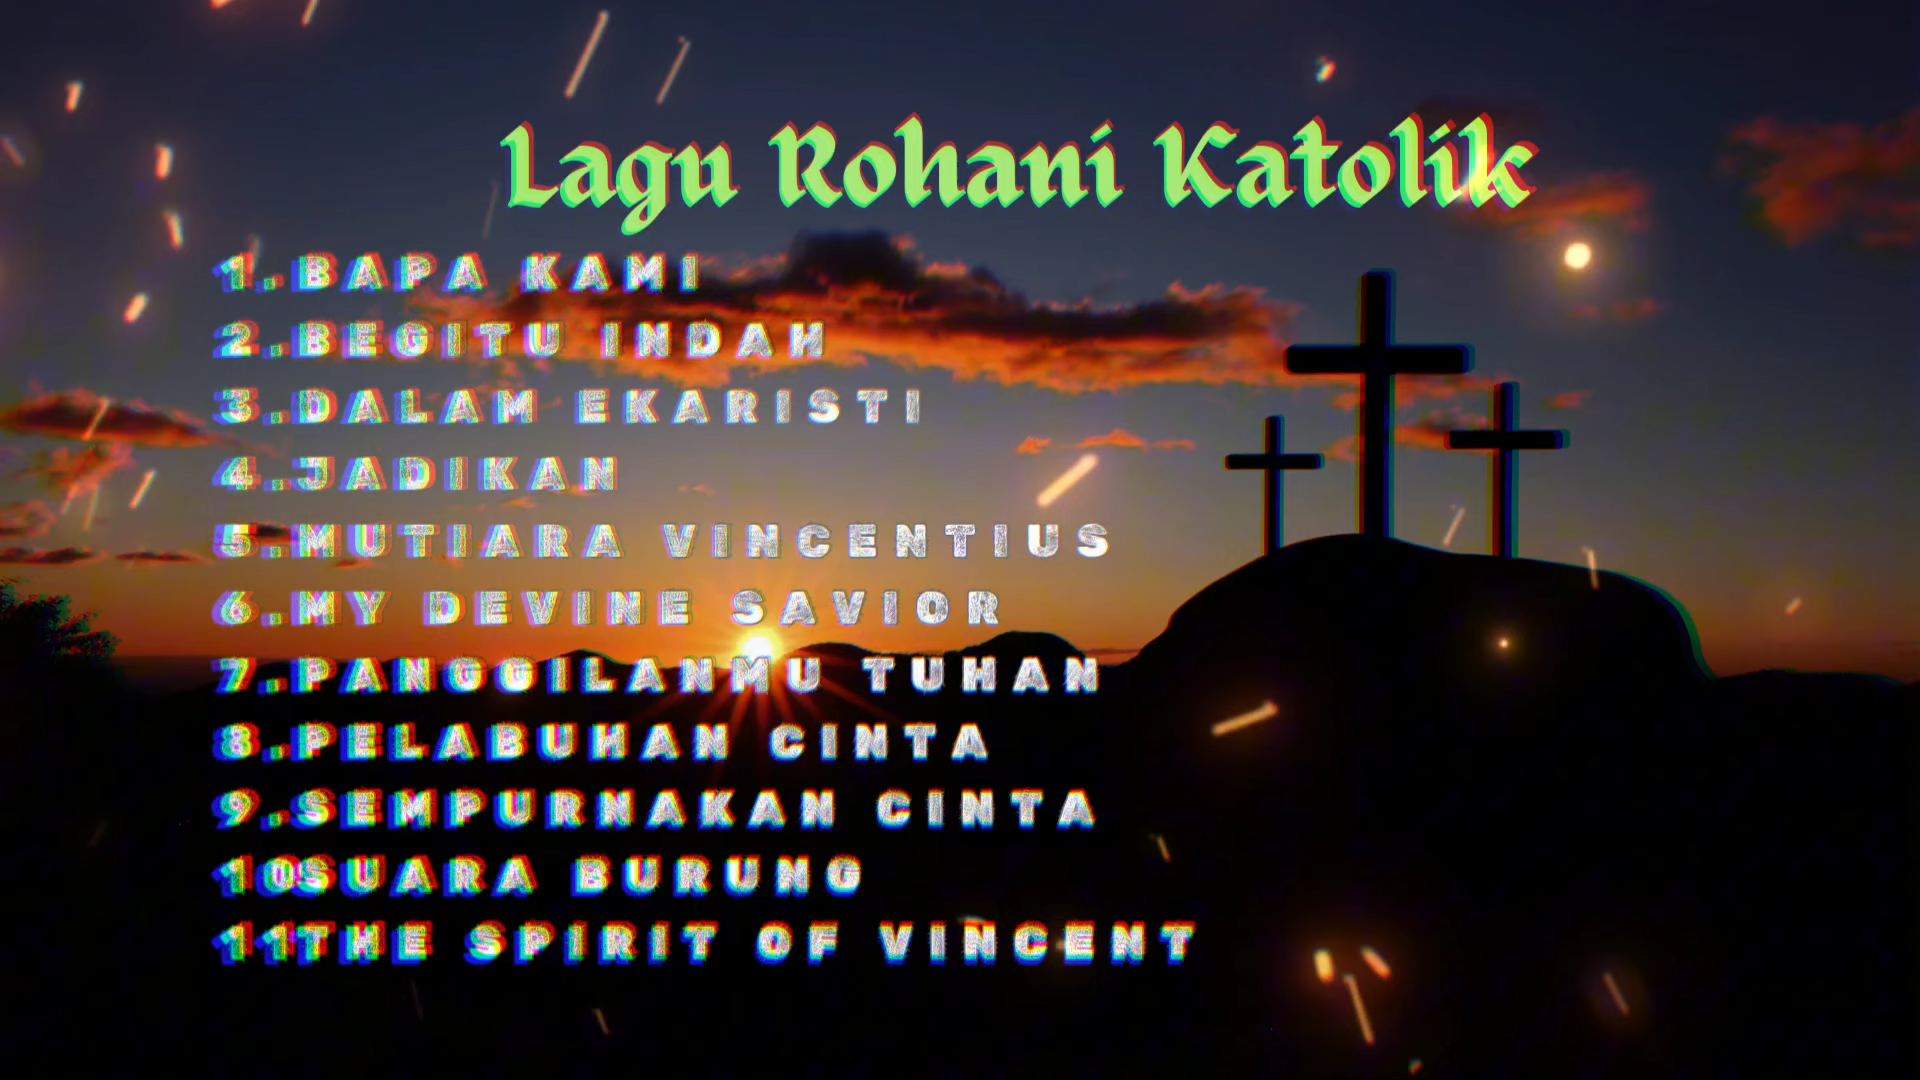 Lagu Rohani Katolik
1.BAPA KAMI
2.BEGITU INDAH
3.DALAM EKARISTI
4.JADIKAN
5.MUTIARA VINCENTIUS
6.MY DEVINE SAVIOR
7.PANGGILANMU TUHAN
8.PELABUHAN CINTA
9.SEMPURNAKAN CINTA
10SUARA BURUNG
11THE SPIRIT OF VINCENT